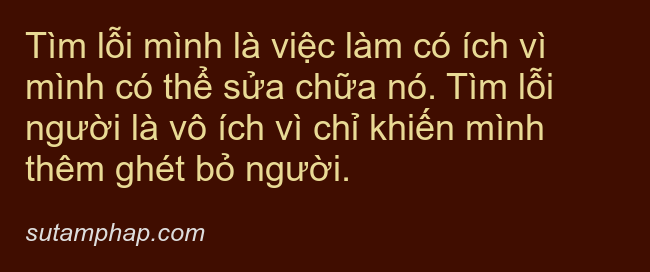 Tìm lỗi mình là việc làm có ích vì
mình có thể sửa chữa nó. Tìm lỗi
người là vô ích vì chỉ khiến mình
thêm ghét bỏ người.
sutamphap.com